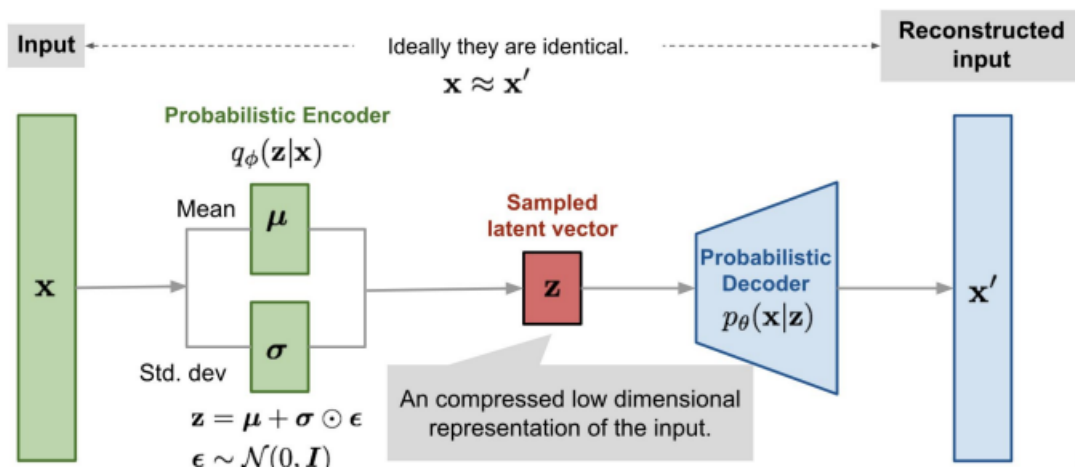 Input
Ideally they are identical.
x ≈ x′
Reconstructed
input
Probabilistic Encoder
qϕ(z|x)
Mean
μ
x
σ
Std. dev
z = μ + σ ⊙ ϵ
ϵ ∼ 𝒩(0, I)
Sampled
latent vector
z
An compressed low dimensional
representation of the input.
Probabilistic
Decoder
pθ(x|z)
x′